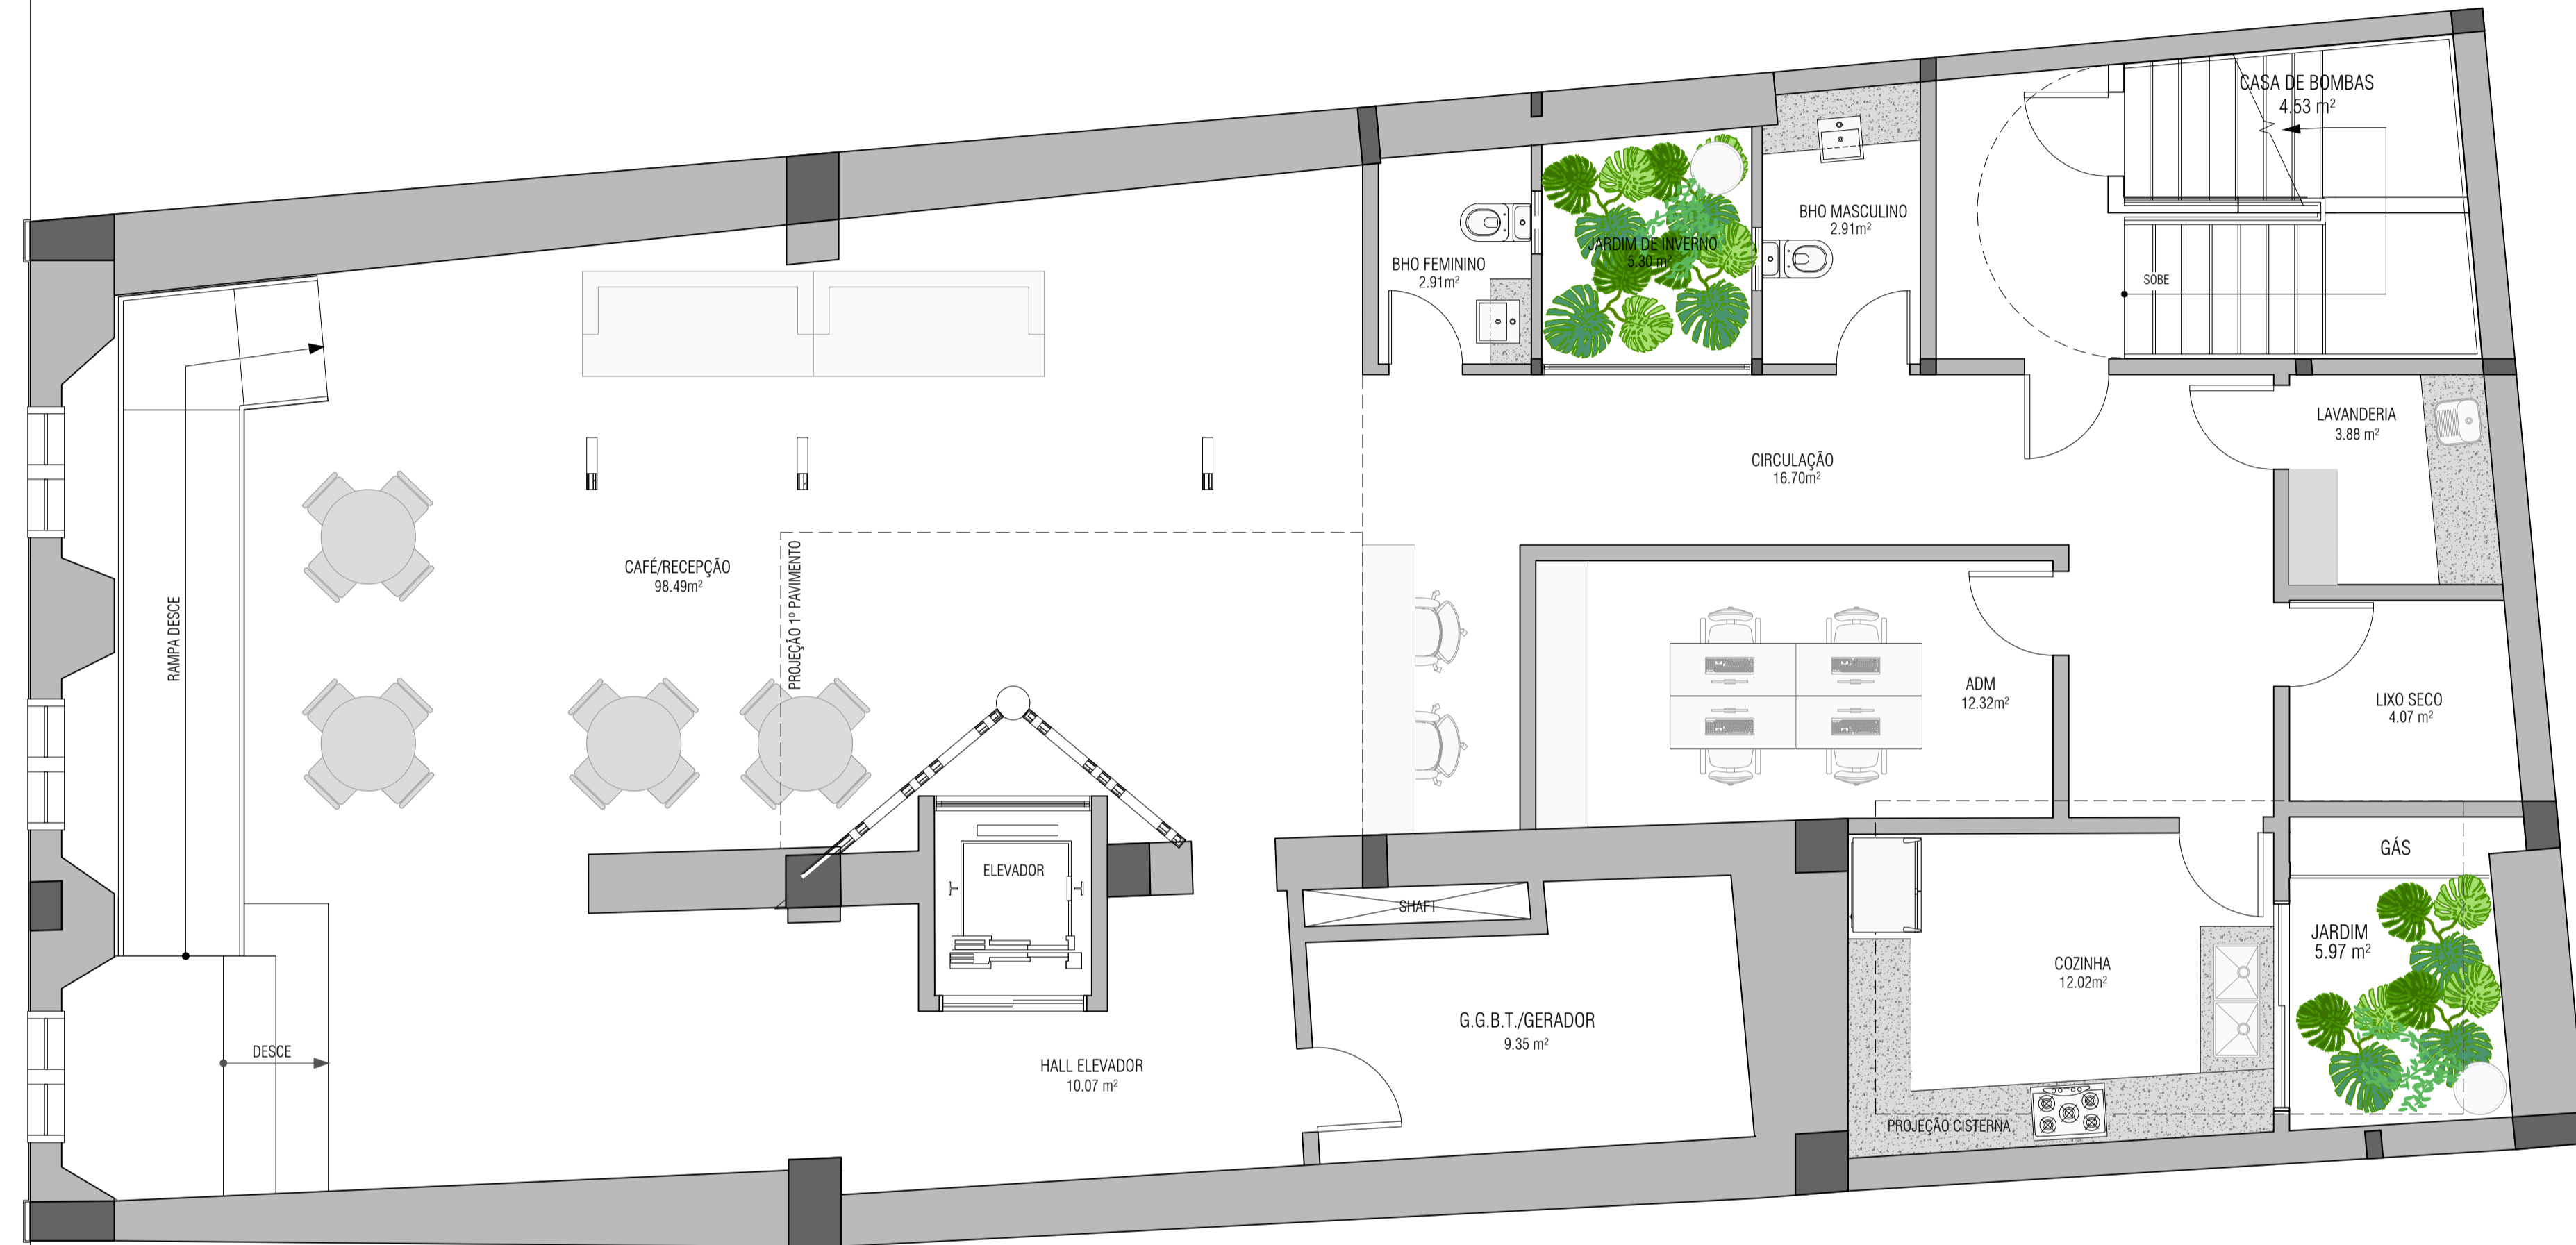 CASA DE BOMBAS
4.53 m²
BHO MASCULINO
2.91m²
JARDIM DE INVERNO
5.30 m²
BHO FEMININO
2.91m²
SOBE
LAVANDERIA
3.88 m²
CIRCULAÇÃO
16.70m²
CAFÉ/RECEPÇÃO
98.49m²
PROJEÇÃO 1º PAVIMENTO
RAMPA DESCE
ADM
12.32m²
LIXO SECO
4.07 m²
GÁS
ELEVADOR
SHAFT
JARDIM
5.97 m²
COZINHA
12.02m²
G.G.B.T./GERADOR
9.35 m²
DESCE
HALL ELEVADOR
10.07 m²
PROJEÇÃO CISTERNA